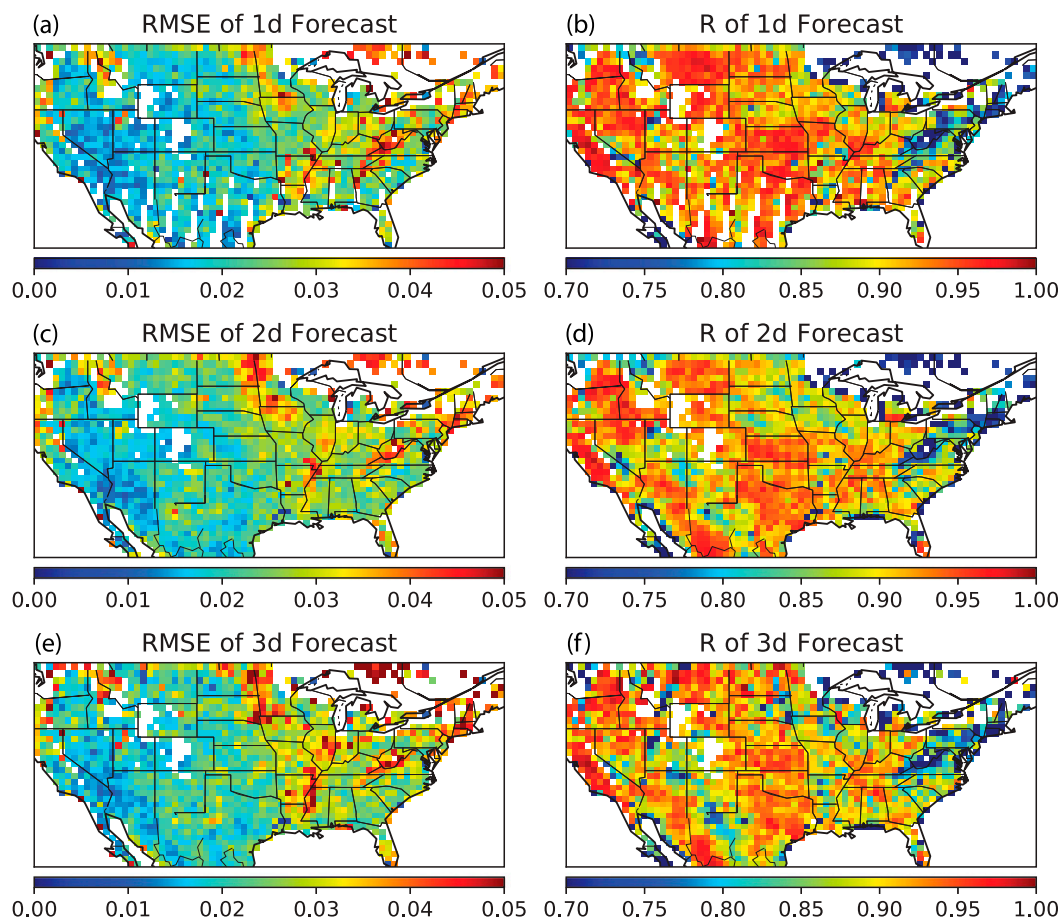 (a) RMSE of 1d Forecast
(b) R of 1d Forecast
0.00 0.01 0.02 0.03 0.04 0.05
0.70 0.75 0.80 0.85 0.90 0.95 1.00
(c) RMSE of 2d Forecast
(d) R of 2d Forecast
0.00 0.01 0.02 0.03 0.04 0.05
0.70 0.75 0.80 0.85 0.90 0.95 1.00
(e) RMSE of 3d Forecast
(f) R of 3d Forecast
0.00 0.01 0.02 0.03 0.04 0.05
0.70 0.75 0.80 0.85 0.90 0.95 1.00